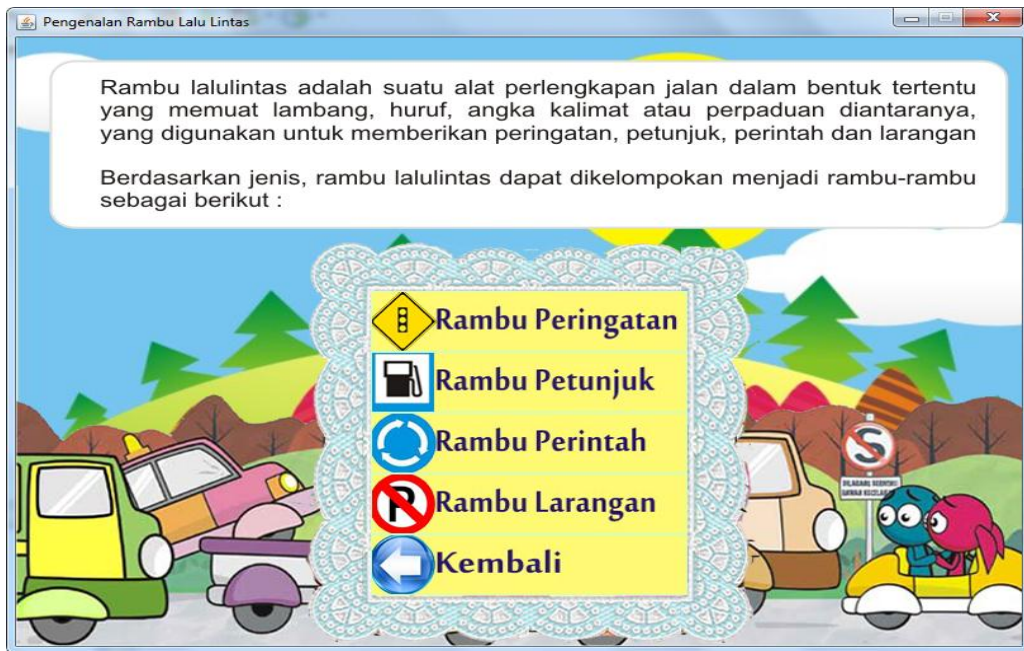 Pengenalan Rambu Lalu Lintas
Rambu lalulintas adalah suatu alat perlengkapan jalan dalam bentuk tertentu
yang memuat lambang, huruf, angka kalimat atau perpaduan diantaranya,
yang digunakan untuk memberikan peringatan, petunjuk, perintah dan larangan
Berdasarkan jenis, rambu lalulintas dapat dikelompokan menjadi rambu-rambu
sebagai berikut :
Rambu Peringatan
Rambu Petunjuk
Rambu Perintah
P
Rambu Larangan
Kembali
S